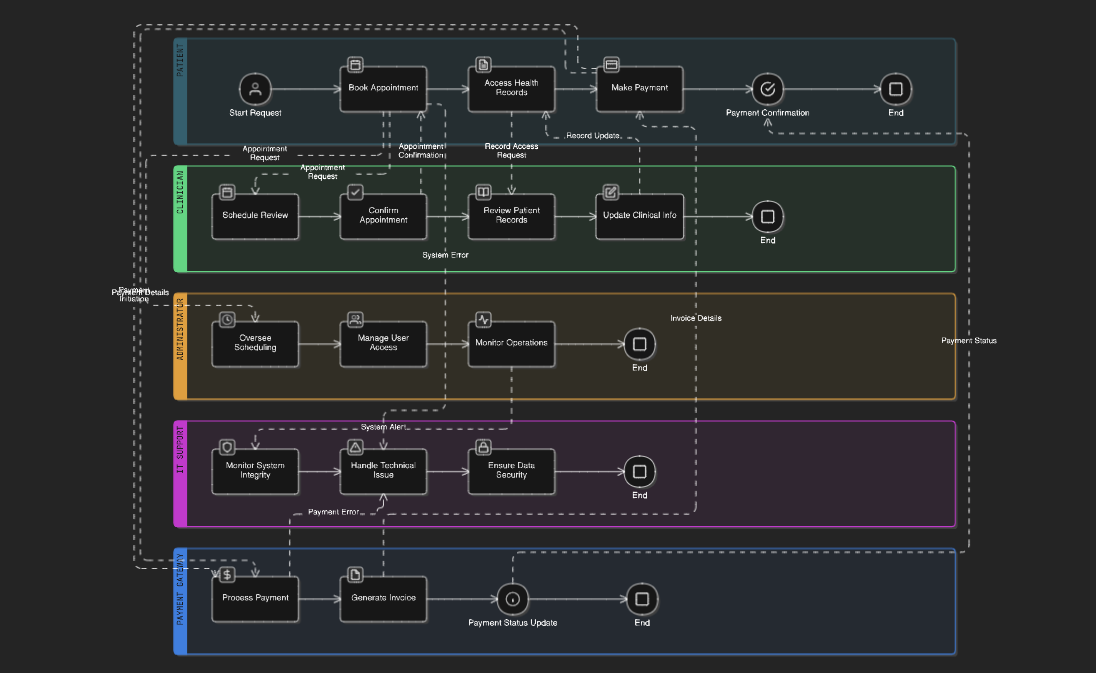 PATIENT
Book Appointment
Access Health
Records
Make Payment
Start Request
Payment Confirmation
End
Record Update
Appointment
Request
Appointment
Confirmation
Record Access
Request
Appointment
Request
CLINICIAN
Schedule Review
Confirm
Appointment
Review Patient
Records
Update Clinical Info
End
System Error
Payment
Initiation
Payment Details
ADMINISTRATOR
Invoice Details
Oversee
Scheduling
Manage User
Access
Monitor Operations
End
Payment Status
IT SUPPORT
System Alert
Monitor System
Integrity
Handle Technical
Issue
Ensure Data
Security
End
Payment Error
PAYMENT GATEWAY
Process Payment
Generate Invoice
Payment Status Update
End